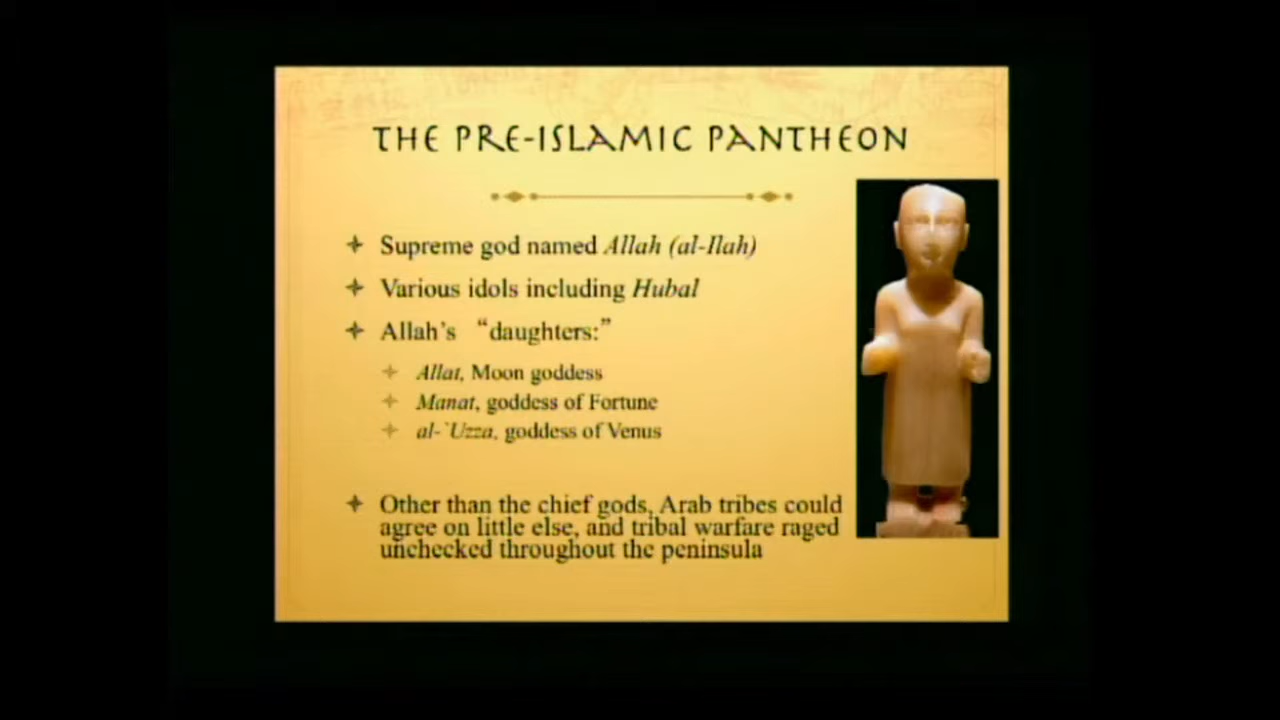 THE PRE-ISLAMIC PANTHEON
Supreme god named Allah (al-Ilah)
Various idols including Hubal
Allah's “daughters:”
Allat, Moon goddess
Manat, goddess of Fortune
al-`Uzza, goddess of Venus
Other than the chief gods, Arab tribes could
agree on little else, and tribal warfare raged
unchecked throughout the peninsula